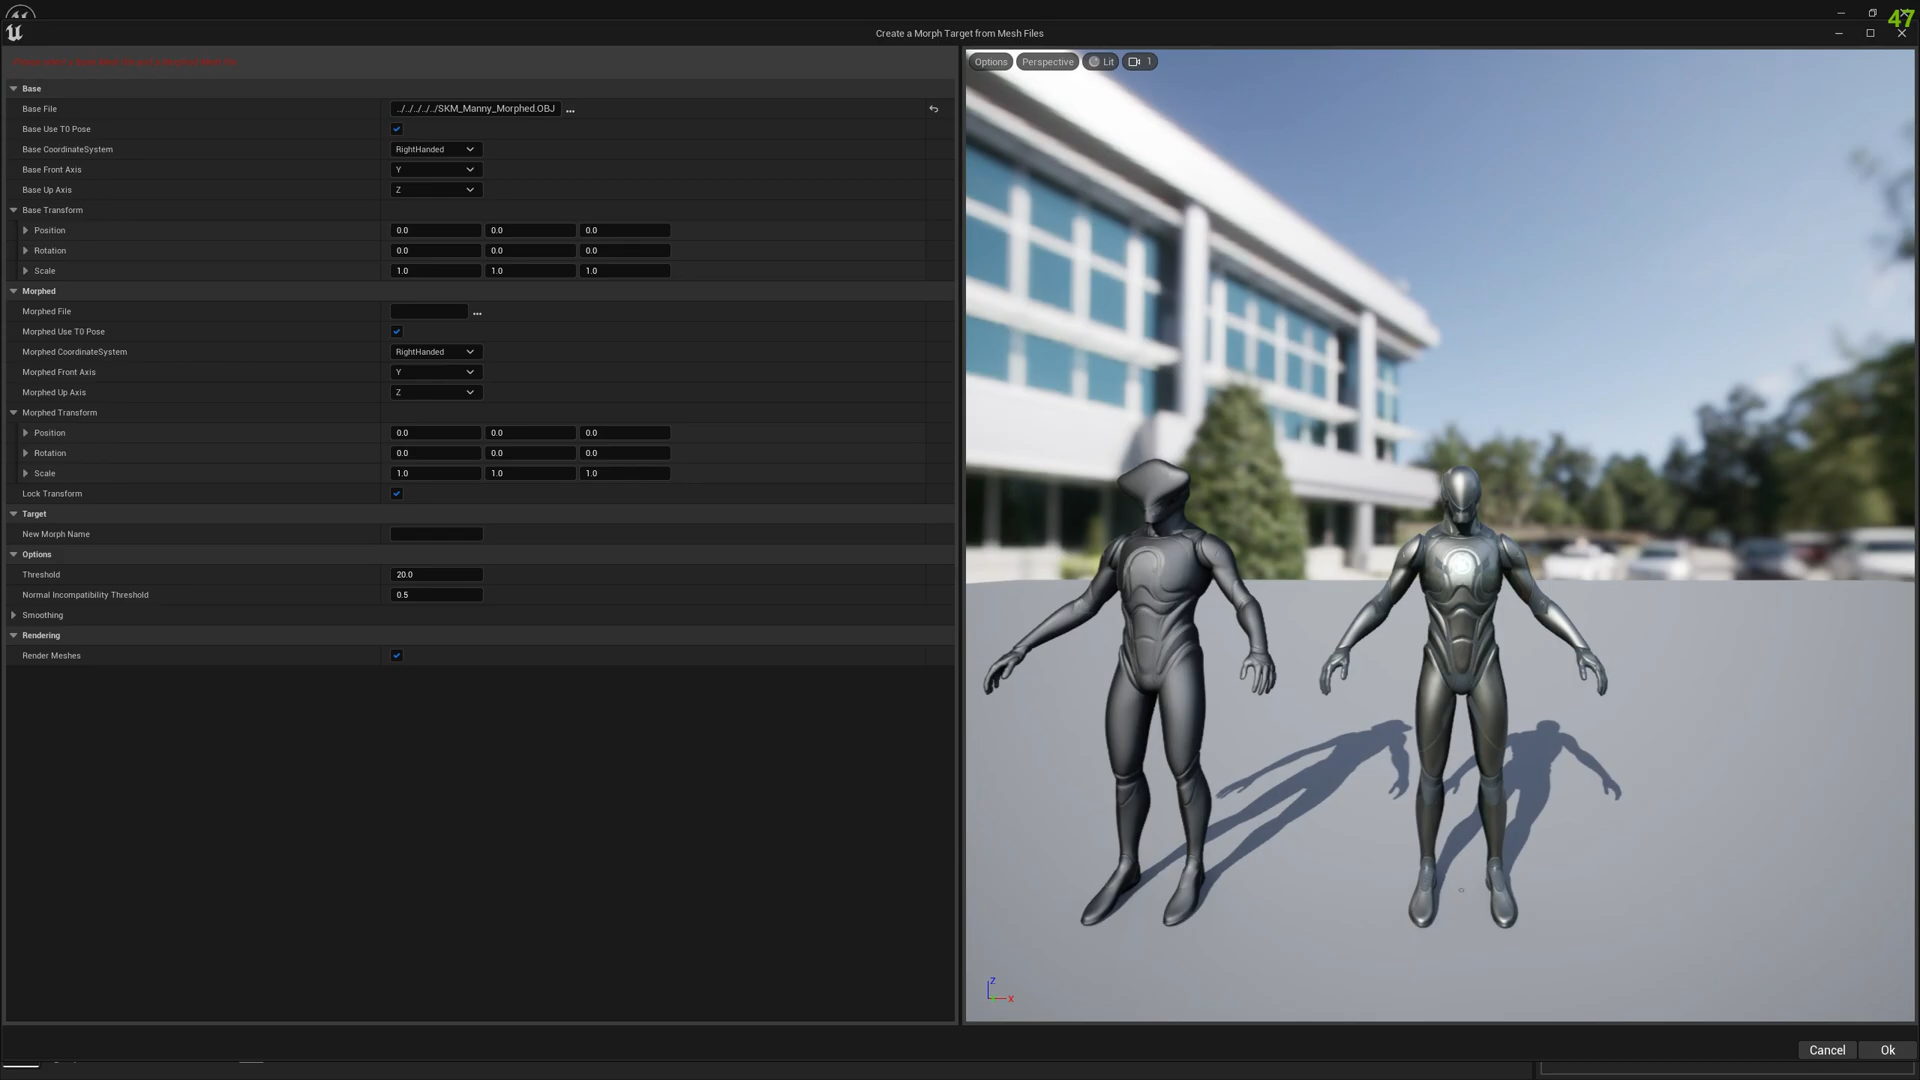 47
Create a Morph Target from Mesh Files
Options
Perspective
Lit
1
Base
Base File
../../../../../SKM_Manny_Morphed.OBJ
...
Base Use T0 Pose
Base CoordinateSystem
RightHanded
Base Front Axis
Y
Base Up Axis
Z
Base Transform
Position
0.0 0.0 0.0
Rotation
0.0 0.0 0.0
Scale
1.0 1.0 1.0
Morphed
Morphed File
...
Morphed Use T0 Pose
Morphed CoordinateSystem
RightHanded
Morphed Front Axis
Y
Morphed Up Axis
Z
Morphed Transform
Position
0.0 0.0 0.0
Rotation
0.0 0.0 0.0
Scale
1.0 1.0 1.0
Lock Transform
Target
New Morph Name
Options
Threshold
20.0
Normal Incompatibility Threshold
0.5
Smoothing
Rendering
Render Meshes
Z
X
Cancel
Ok